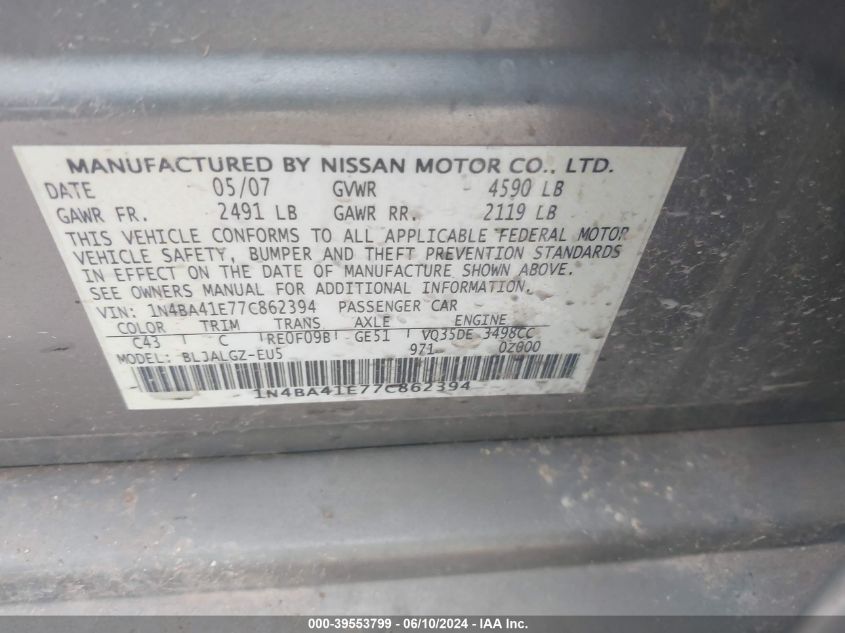 MANUFACTURED BY NISSAN MOTOR CO., LTD.
DATE 05/07 GVWR 4590 LB
GAWR FR. 2491 LB GAWR RR. 2119 LB
THIS VEHICLE CONFORMS TO ALL APPLICABLE FEDERAL MOTOR
VEHICLE SAFETY, BUMPER AND THEFT PREVENTION STANDARDS
IN EFFECT ON THE DATE OF MANUFACTURE SHOWN ABOVE.
SEE OWNERS MANUAL FOR ADDITIONAL INFORMATION.
VIN: 1N4BA41E77C862394 PASSENGER CAR
COLOR TRIM TRANS AXLE ENGINE
C43 C RE0F09B GE51 VQ35DE 3498CC
MODEL: BLJALGZ-EU5 9Z1 0Z000
1N4BA41E77C862394
000-39553799 - 06/10/2024 - IAA Inc.